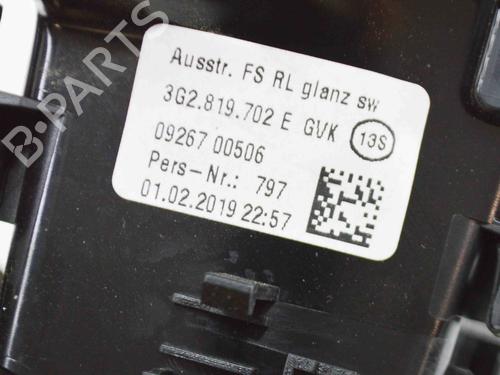 B-PARTS
Ausstr. FS RL glanz sw
3G2.819.702 E GVK 13S
09267 00506
Pers-Nr.: 797
01.02.2019 22:57